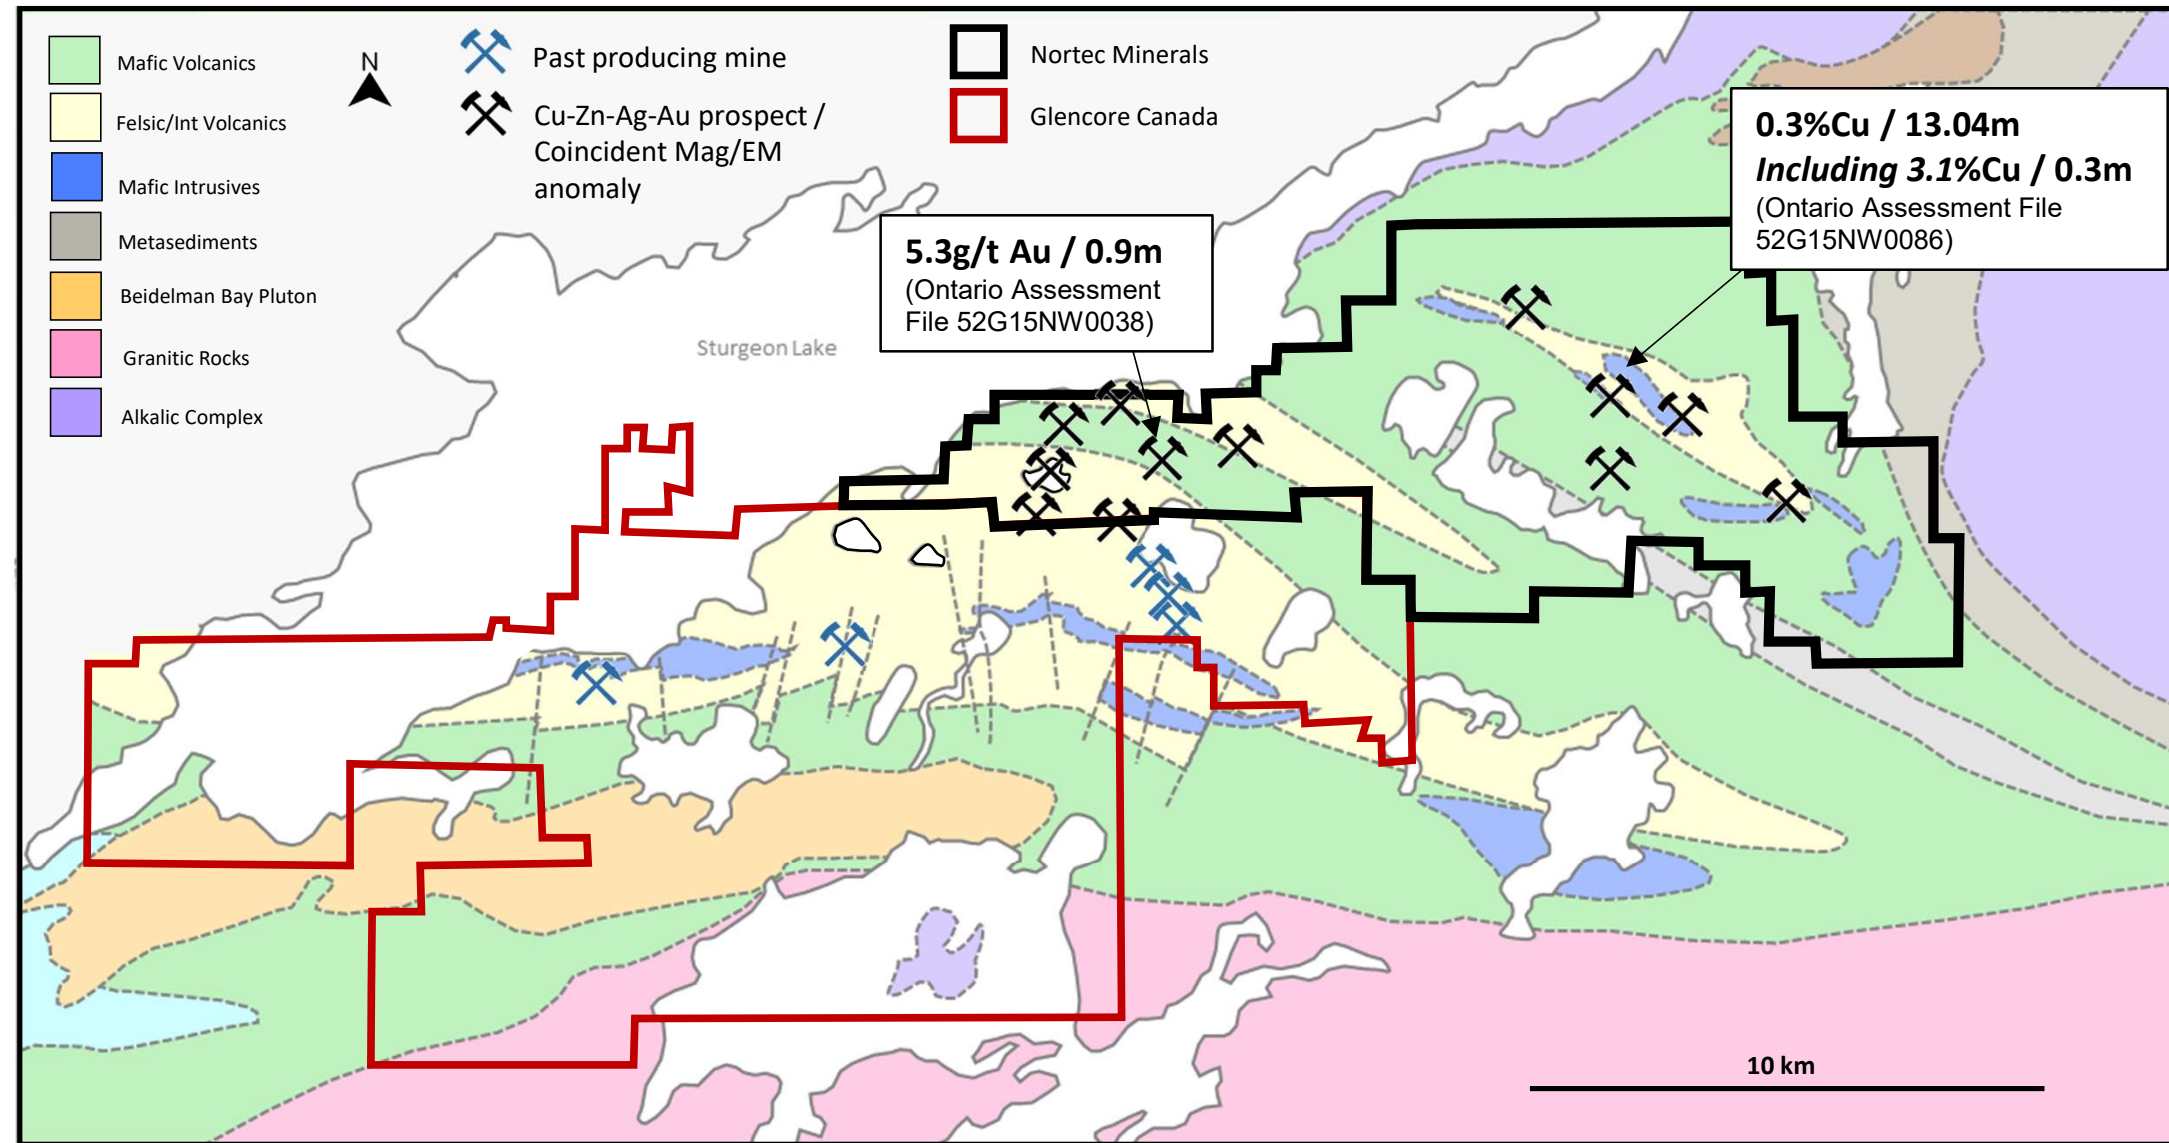 Mafic Volcanics
Felsic/Int Volcanics
Mafic Intrusives
Metasediments
Beidelman Bay Pluton
Granitic Rocks
Alkalic Complex
N
Past producing mine
Cu-Zn-Ag-Au prospect /
Coincident Mag/EM
anomaly
Nortec Minerals
Glencore Canada
0.3%Cu / 13.04m
Including 3.1%Cu / 0.3m
(Ontario Assessment File
52G15NW0086)
5.3g/t Au / 0.9m
(Ontario Assessment
File 52G15NW0038)
Sturgeon Lake
10 km